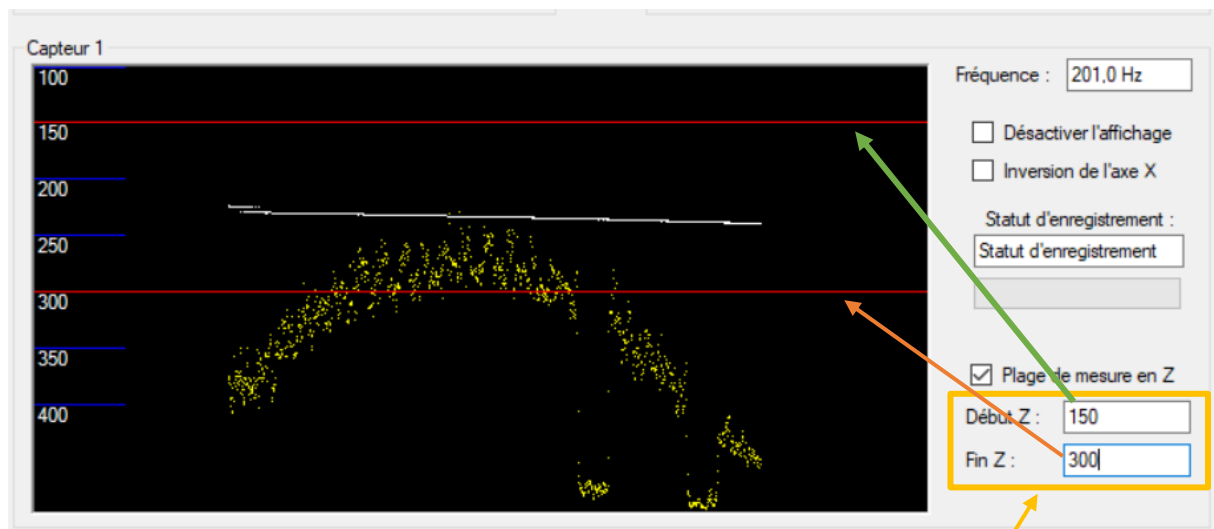 Capteur 1
100
150
200
250
300
350
400
Fréquence : 201,0 Hz
Désactiver l'affichage
Inversion de l'axe X
Statut d'enregistrement :
Statut d'enregistrement
Plage de mesure en Z
Début Z : 150
Fin Z : 300